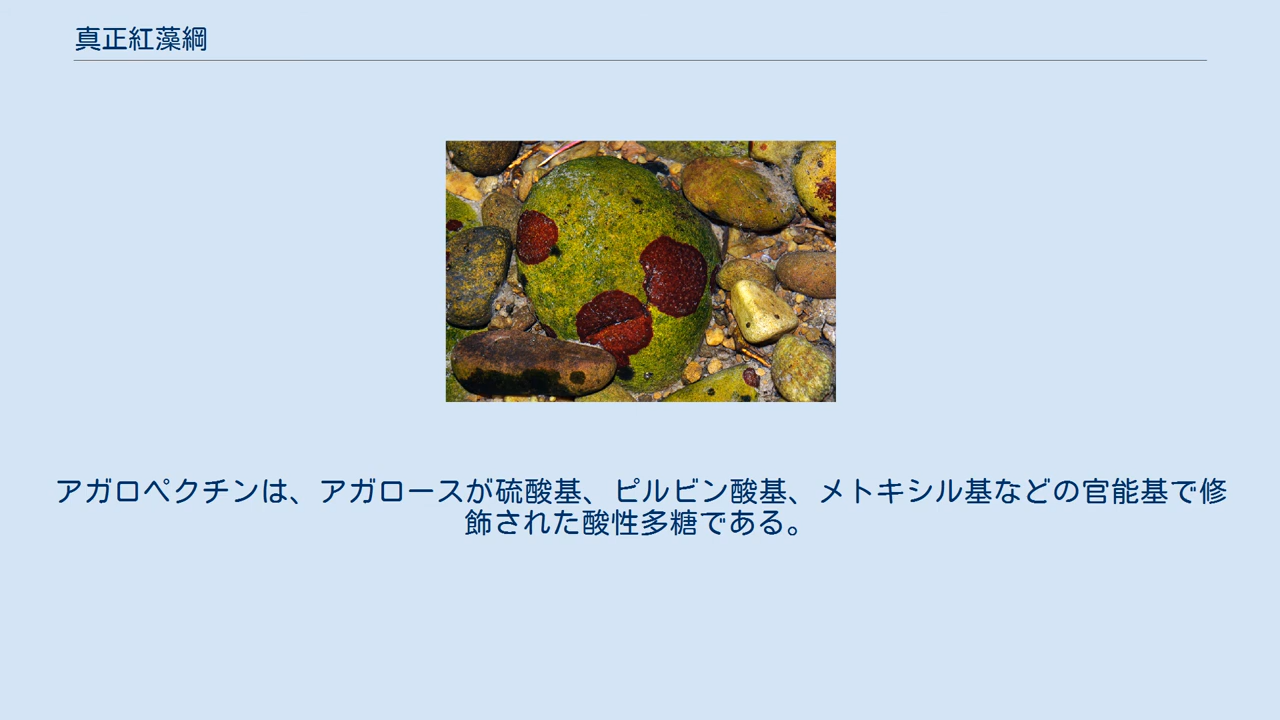 真正紅藻綱
アガロペクチンは、アガロースが硫酸基、ピルビン酸基、メトキシル基などの官能基で修
飾された酸性多糖である。